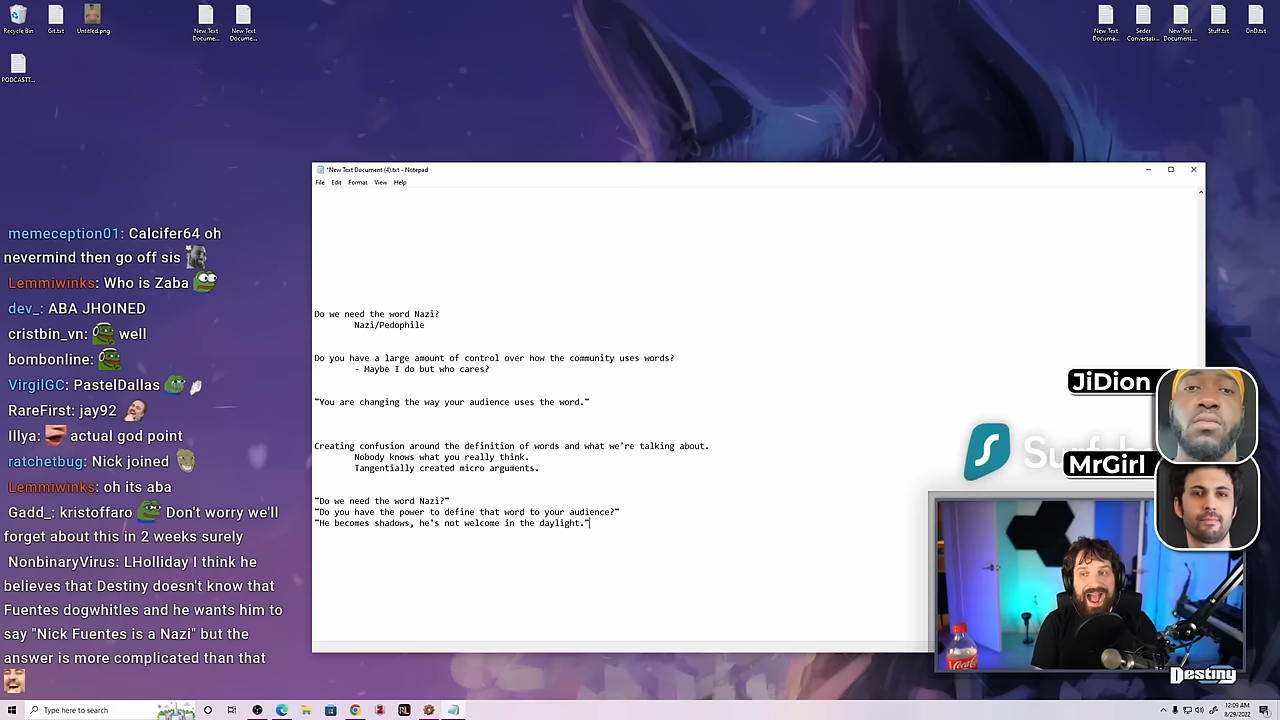 Recycle Bin
Git.txt
Untitled.png
New Text Docume...
New Text Docume...
New Text Docume...
Seder Conversati...
New Text Document....
Stuff.txt
DnD.txt
PODCASTT...
*New Text Document (4).txt - Notepad
File Edit Format View Help
Do we need the word Nazi?
Nazi/Pedophile
Do you have a large amount of control over how the community uses words?
- Maybe I do but who cares?
"You are changing the way your audience uses the word."
Creating confusion around the definition of words and what we're talking about.
Nobody knows what you really think.
Tangentially created micro arguments.
"Do we need the word Nazi?"
"Do you have the power to define that word to your audience?"
"He becomes shadows, he's not welcome in the daylight."
memeception01: Calcifer64 oh
nevermind then go off sis
Lemmiwinks: Who is Zaba
dev_: ABA JHOINED
cristbin_vn: well
bombonline:
VirgilGC: PastelDallas
RareFirst: jay92
Illya: actual god point
ratchetbug: Nick joined
Lemmiwinks: oh its aba
Gadd_: kristoffaro Don't worry we'll
forget about this in 2 weeks surely
NonbinaryVirus: LHolliday I think he
believes that Destiny doesn't know that
Fuentes dogwhitles and he wants him to
say "Nick Fuentes is a Nazi" but the
answer is more complicated than that
JiDion
MrGirl
Destiny
Type here to search
12:09 AM
8/29/2022